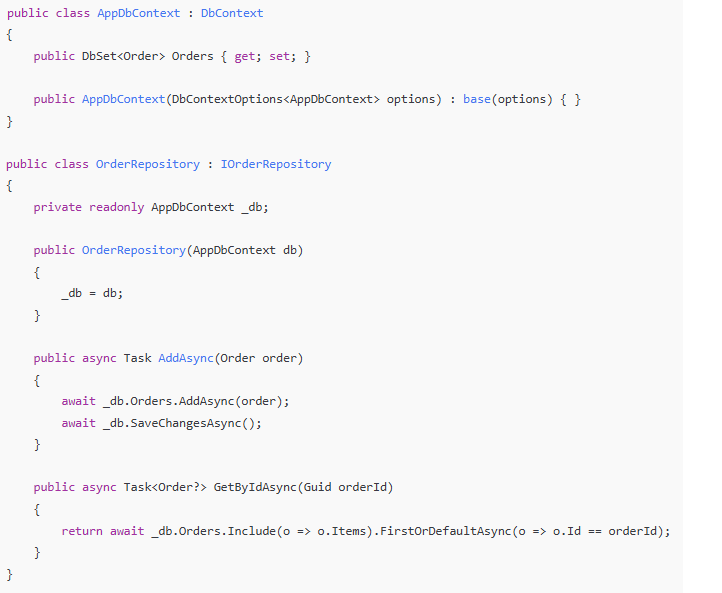 public class AppDbContext : DbContext
{
    public DbSet<Order> Orders { get; set; }
    public AppDbContext(DbContextOptions<AppDbContext> options) : base(options) { }
}
public class OrderRepository : IOrderRepository
{
    private readonly AppDbContext _db;
    public OrderRepository(AppDbContext db)
    {
        _db = db;
    }
    public async Task AddAsync(Order order)
    {
        await _db.Orders.AddAsync(order);
        await _db.SaveChangesAsync();
    }
    public async Task<Order?> GetByIdAsync(Guid orderId)
    {
        return await _db.Orders.Include(o => o.Items).FirstOrDefaultAsync(o => o.Id == orderId);
    }
}